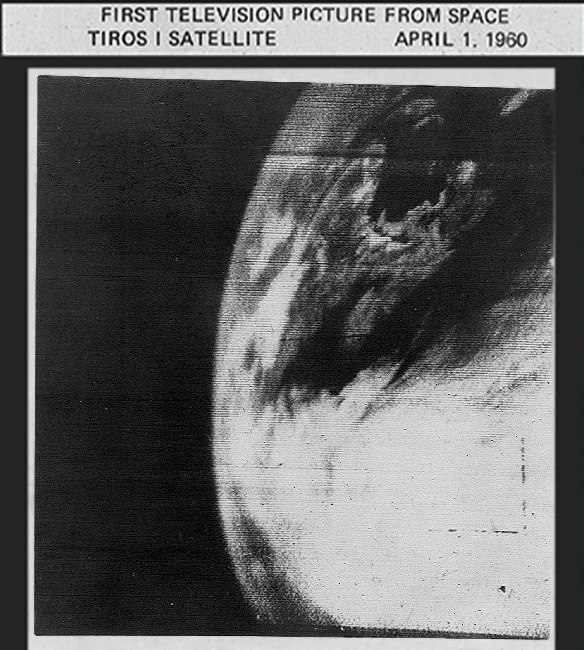 FIRST TELEVISION PICTURE FROM SPACE
TIROS I SATELLITE APRIL 1. 1960